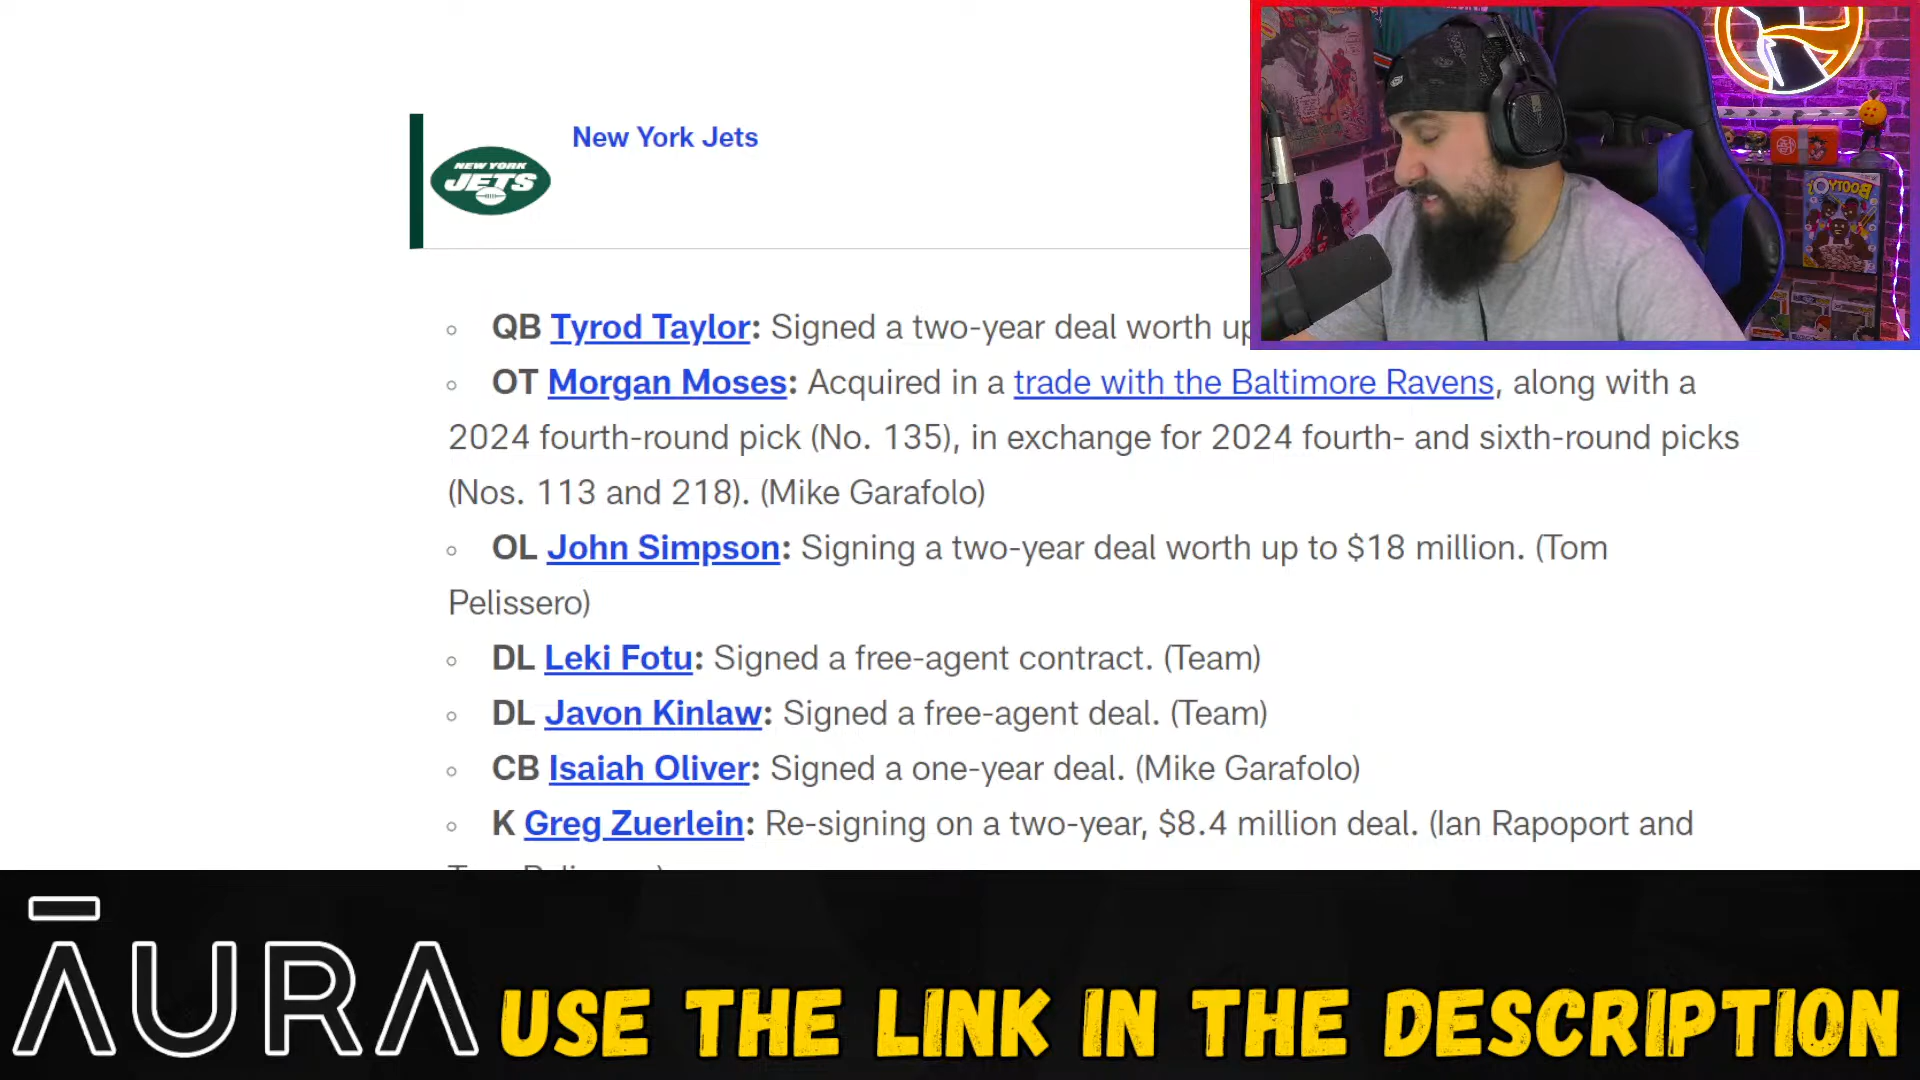 New York Jets
NEW YORK
JETS
QB Tyrod Taylor: Signed a two-year deal worth up
OT Morgan Moses: Acquired in a trade with the Baltimore Ravens, along with a
2024 fourth-round pick (No. 135), in exchange for 2024 fourth- and sixth-round picks
(Nos. 113 and 218). (Mike Garafolo)
OL John Simpson: Signing a two-year deal worth up to $18 million. (Tom
Pelissero)
DL Leki Fotu: Signed a free-agent contract. (Team)
DL Javon Kinlaw: Signed a free-agent deal. (Team)
CB Isaiah Oliver: Signed a one-year deal. (Mike Garafolo)
K Greg Zuerlein: Re-signing on a two-year, $8.4 million deal. (Ian Rapoport and
ĀURA USE THE LINK IN THE DESCRIPTION